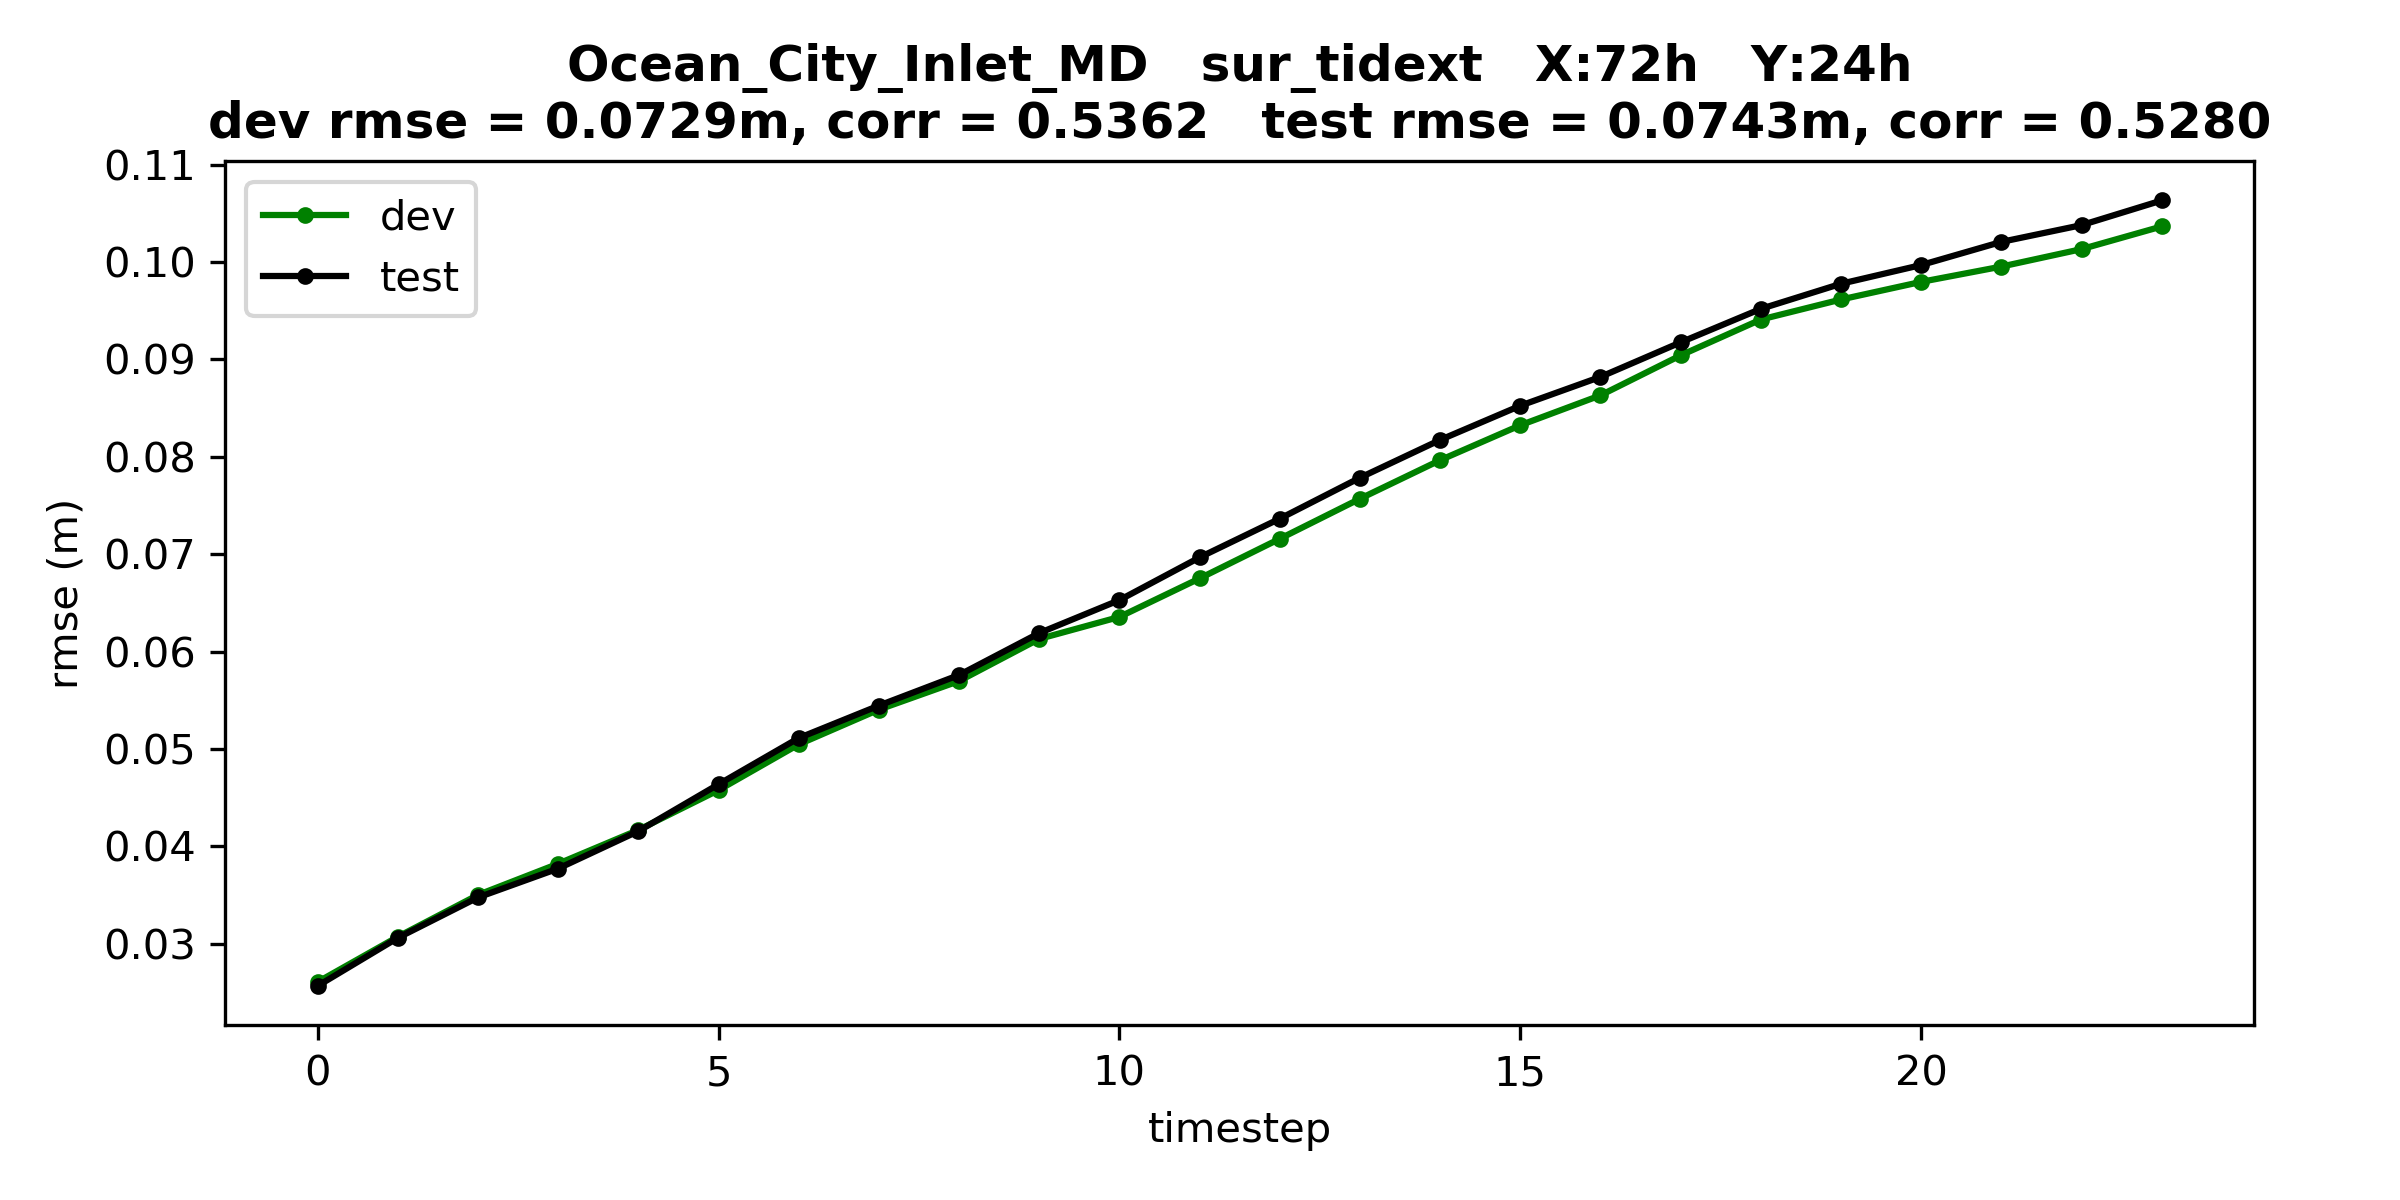 Ocean_City_Inlet_MD   sur_tidext   X:72h   Y:24h
dev rmse = 0.0729m, corr = 0.5362   test rmse = 0.0743m, corr = 0.5280
0.11
0.10
0.09
0.08
0.07
0.06
0.05
0.04
0.03
rmse (m)
dev
test
0 5 10 15 20
timestep